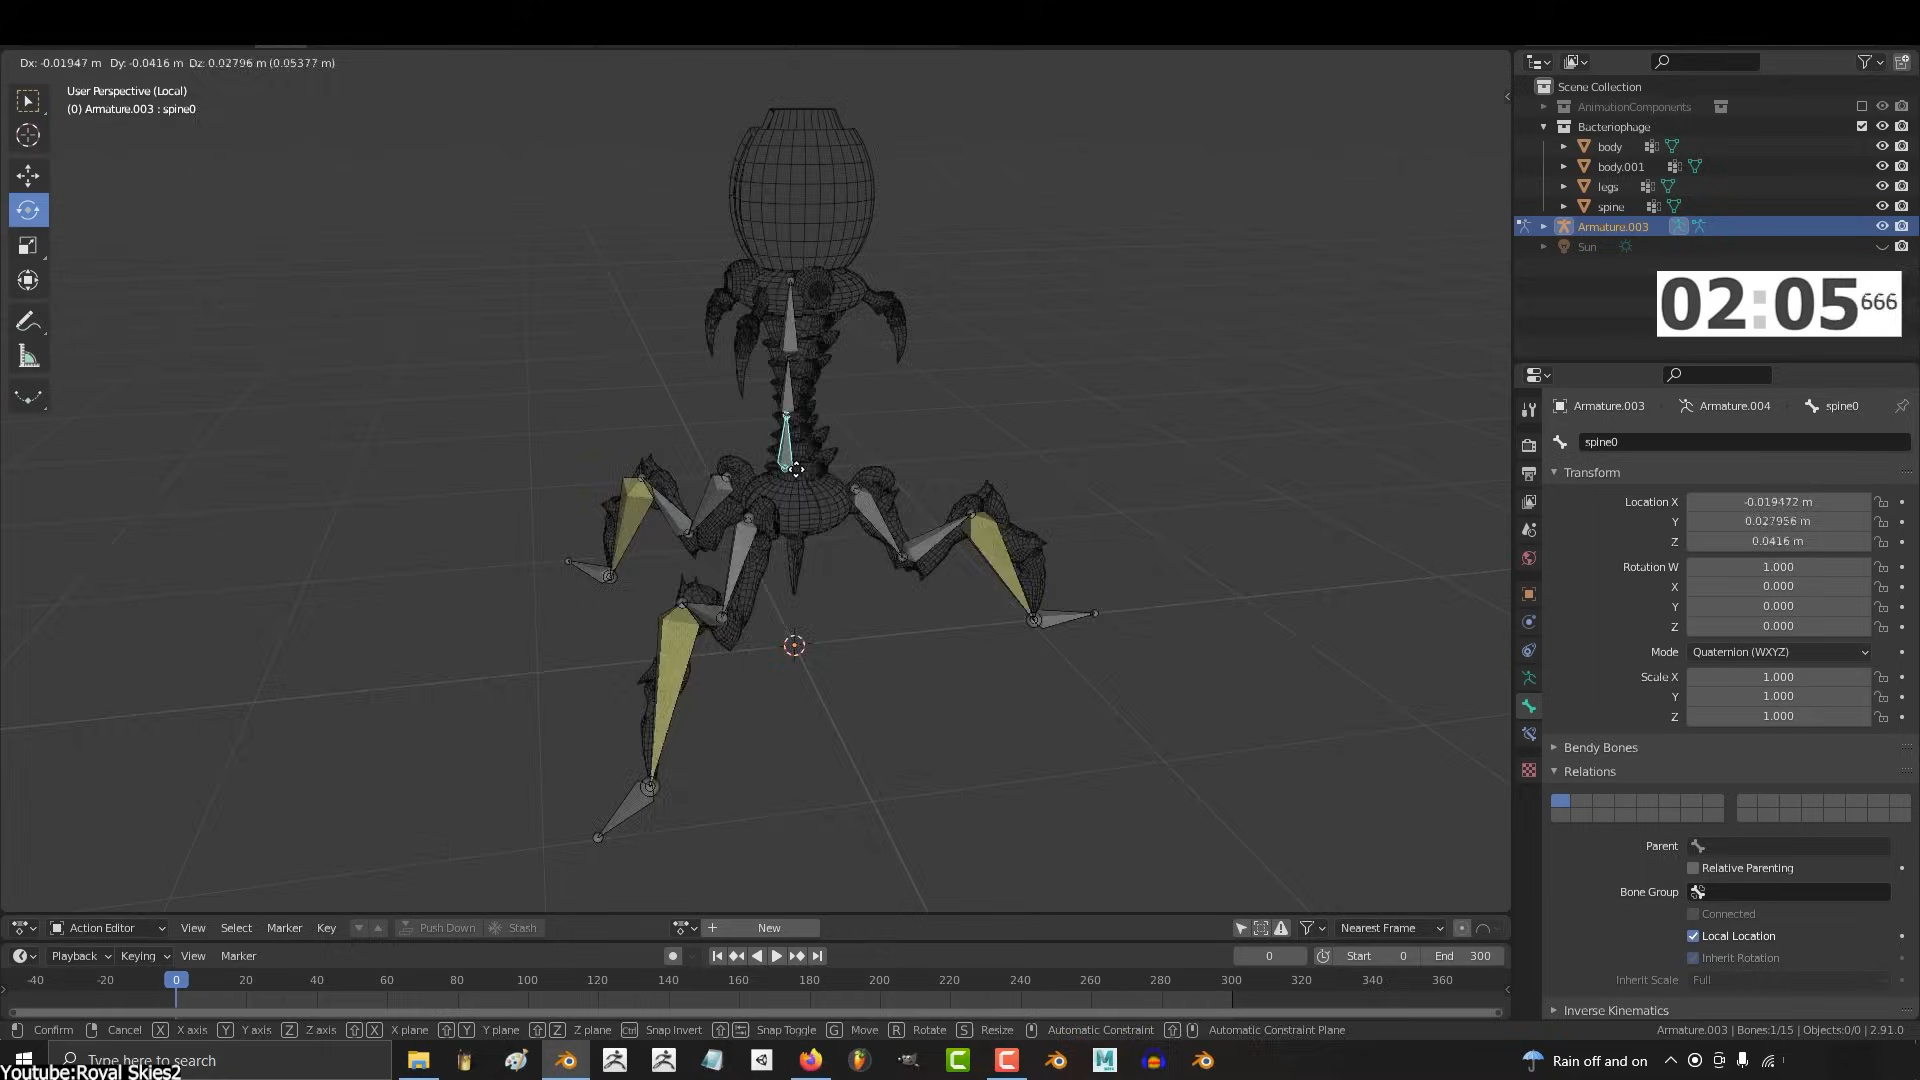 Dx: -0.01947 m   Dy: -0.0416 m   Dz: 0.02796 m (0.05377 m)
User Perspective (Local)
(0) Armature.003 : spine0
Scene Collection
AnimationComponents
Bacteriophage
body
body.001
legs
spine
Armature.003
Sun
02:05 666
Armature.003 Armature.004 spine0
spine0
Transform
Location X -0.019472 m
Y 0.027956 m
Z 0.0416 m
Rotation W 1.000
X 0.000
Y 0.000
Z 0.000
Mode Quaternion (WXYZ)
Scale X 1.000
Y 1.000
Z 1.000
Bendy Bones
Relations
Parent
Relative Parenting
Bone Group
Connected
Local Location
Inherit Rotation
Inherit Scale Full
Inverse Kinematics
Action Editor View Select Marker Key Push Down Stash New Nearest Frame
Playback Keying View Marker 0 Start 0 End 300
-40 -20 0 20 40 60 80 100 120 140 160 180 200 220 240 260 280 300 320 340 360
Confirm Cancel X X axis Y Y axis Z Z axis X X plane Y Y plane Z Z plane Ctrl Snap Invert Snap Toggle G Move R Rotate S Resize Automatic Constraint Automatic Constraint Plane Armature.003 | Bones:1/15 | Objects:0/0 | 2.91.0
Type here to search Rain off and on
Youtube:Royal Skies2